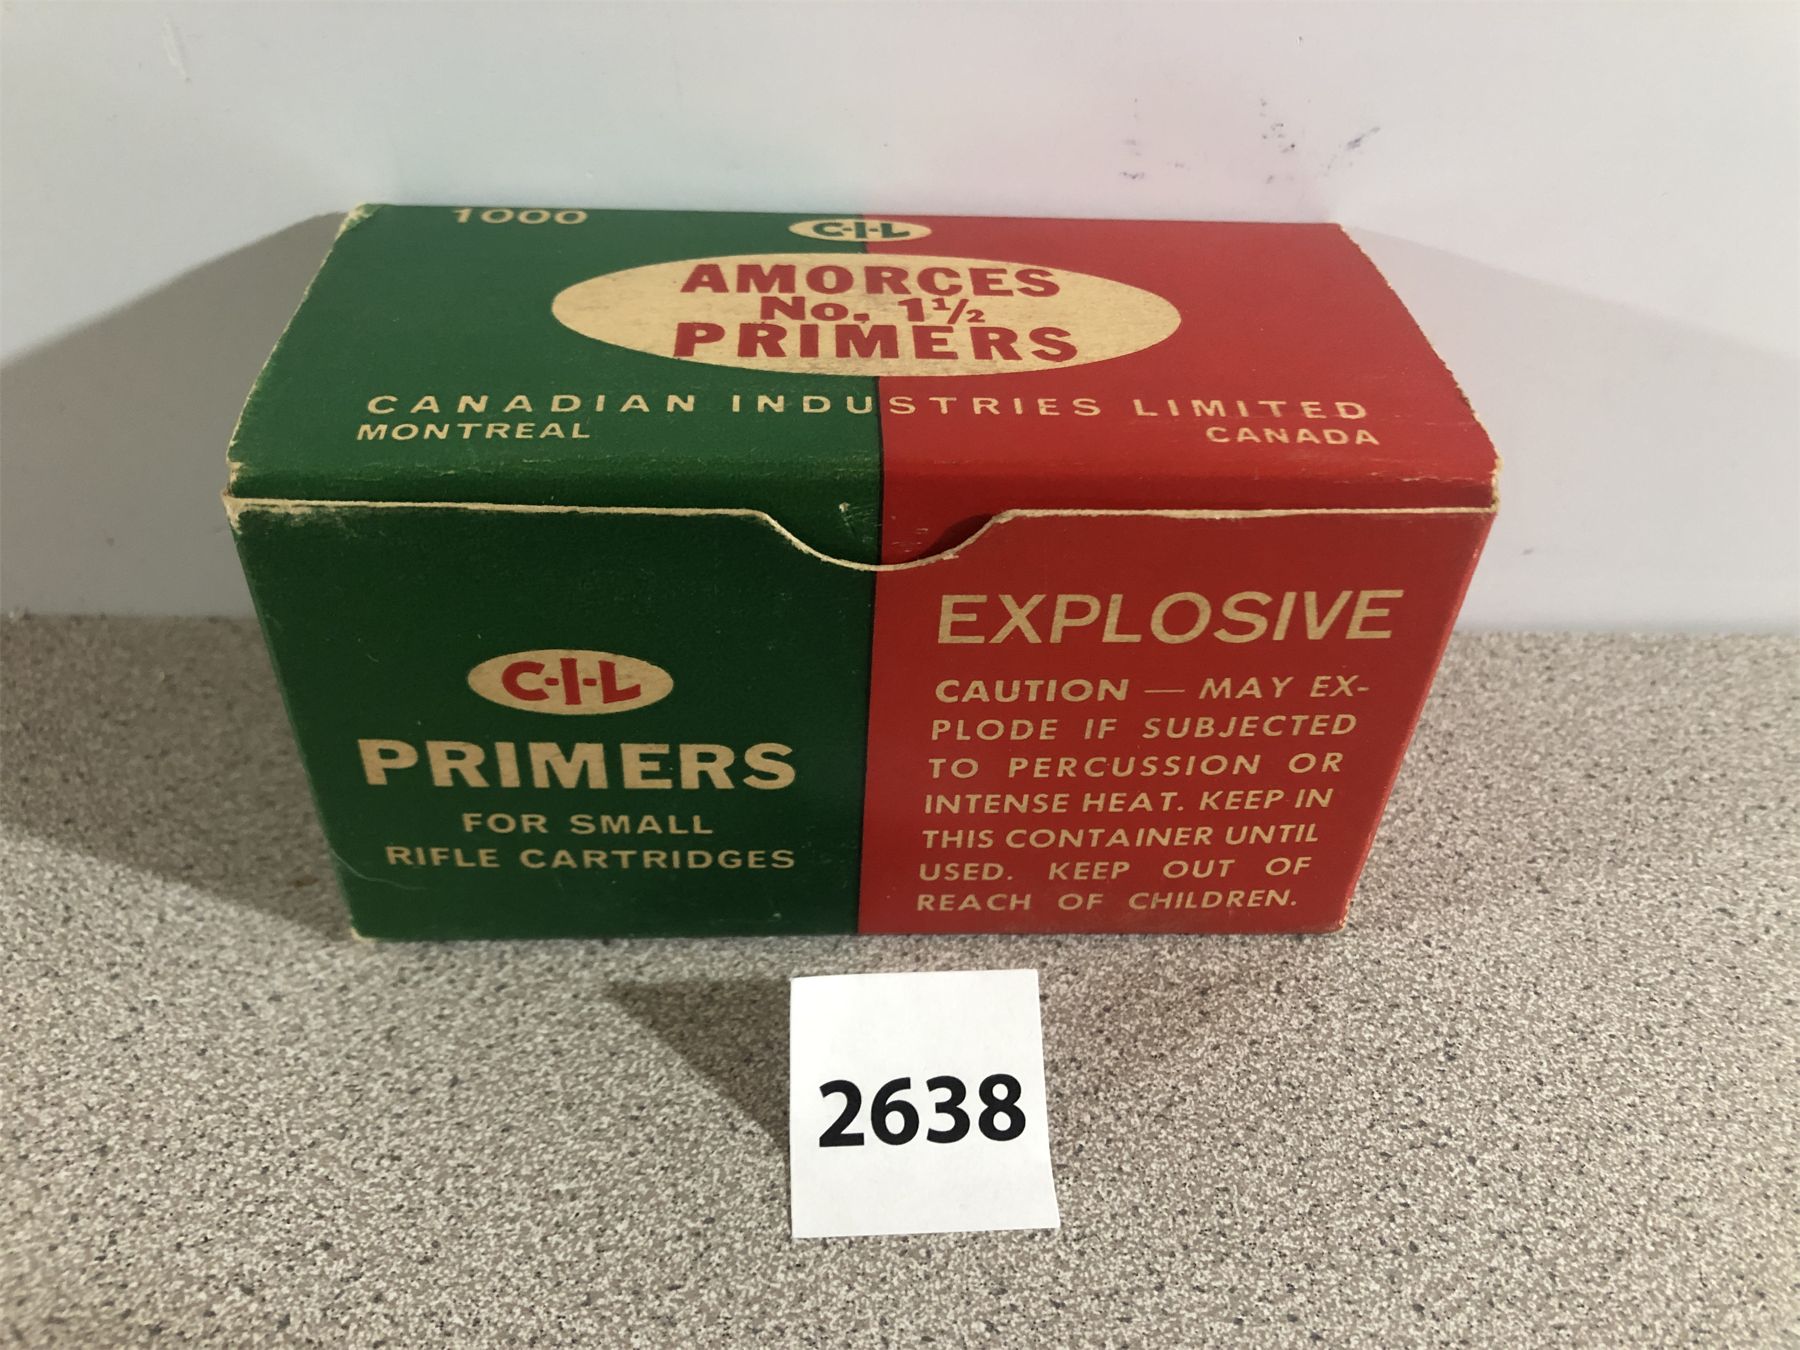 1000
C-I-L
AMORCES
No. 1½
PRIMERS
CANADIAN INDUSTRIES LIMITED
MONTREAL CANADA
C-I-L
PRIMERS
FOR SMALL
RIFLE CARTRIDGES
EXPLOSIVE
CAUTION — MAY EX-
PLODE IF SUBJECTED
TO PERCUSSION OR
INTENSE HEAT. KEEP IN
THIS CONTAINER UNTIL
USED. KEEP OUT OF
REACH OF CHILDREN.
2638